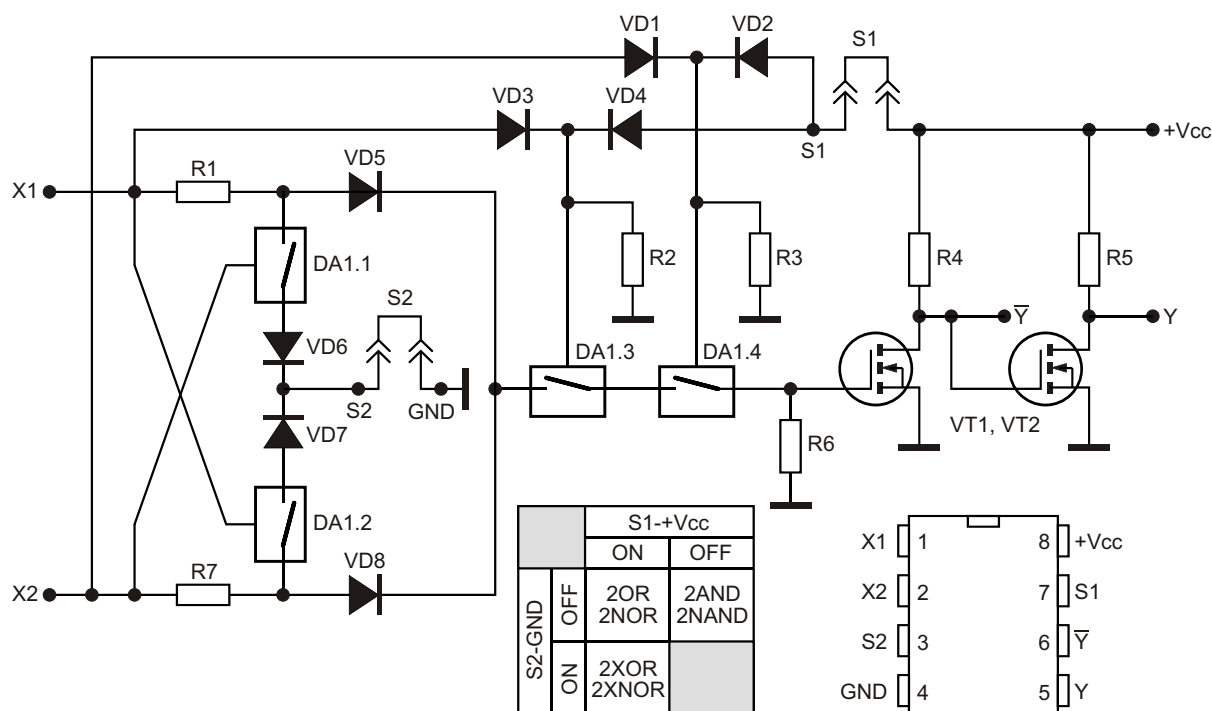 VD1
VD2
S1
VD3
VD4
S1
+Vcc
X1
R1
VD5
DA1.1
R2
R3
R4
R5
S2
VD6
Y̅
Y
DA1.3
DA1.4
S2
GND
VD7
VT1, VT2
R6
DA1.2
X2
R7
VD8
S1-+Vcc
ON
OFF
S2-GND
OFF
2OR
2NOR
2AND
2NAND
ON
2XOR
2XNOR
X1
1
8
+Vcc
X2
2
7
S1
S2
3
6
Y̅
GND
4
5
Y